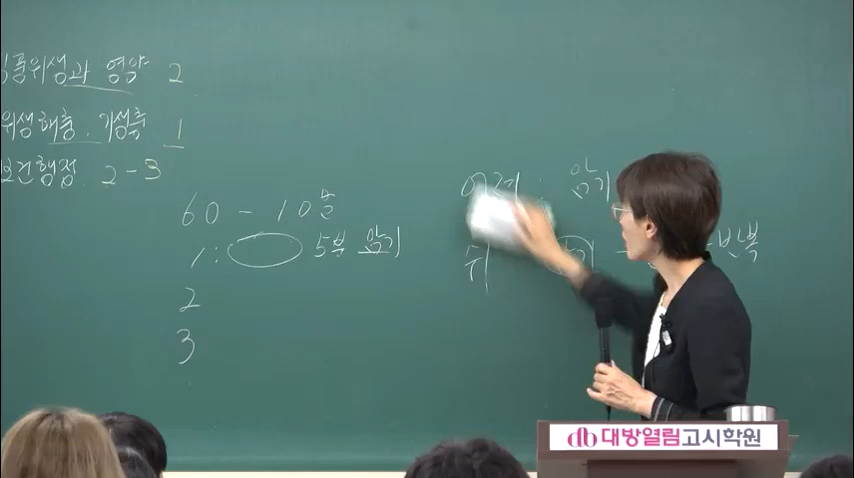 식품위생과 영양 2
위생해충. 기생충 1
보건행정 2-3
60 - 10분
1: 5분 암기
2
3
암기
반복
대방열림고시학원